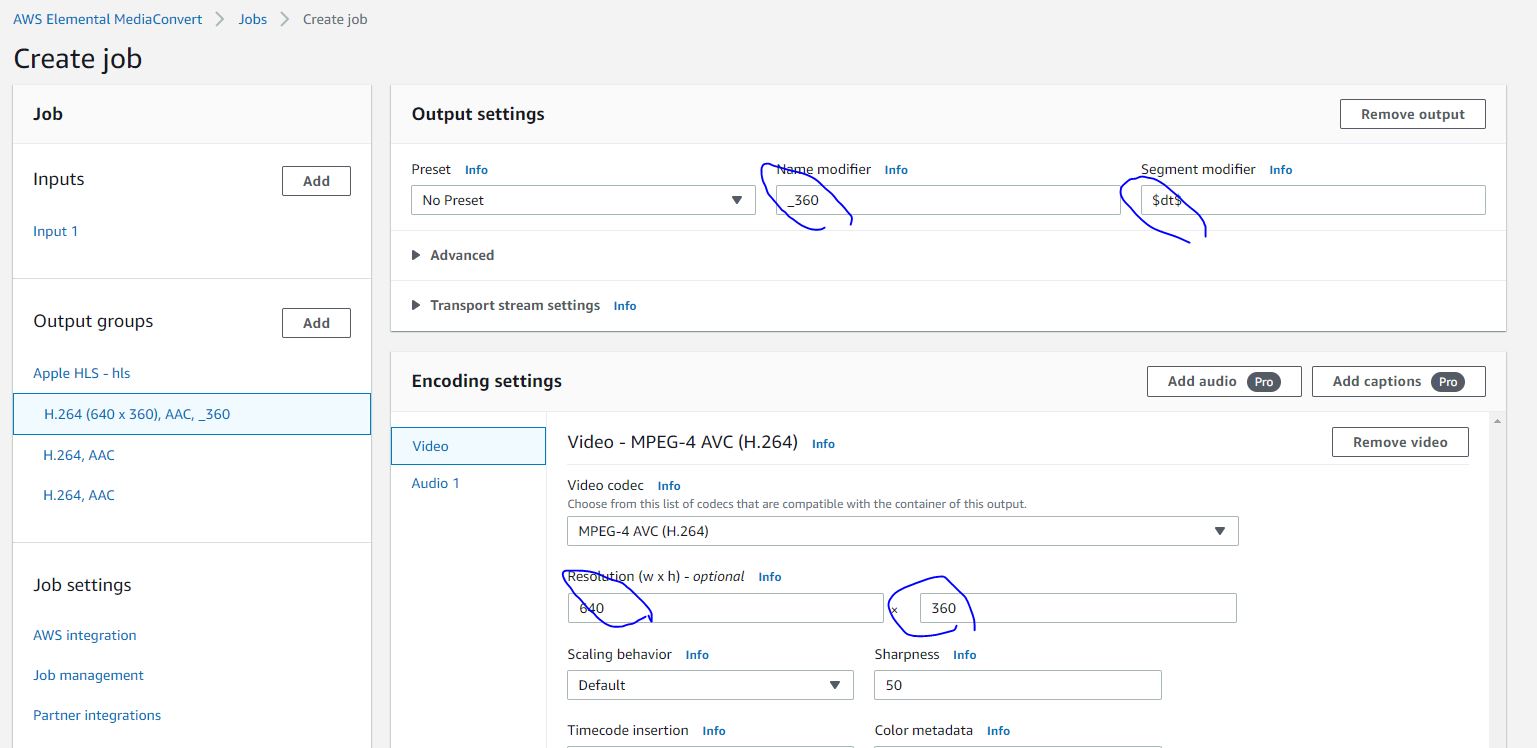 AWS Elemental MediaConvert > Jobs > Create job
Create job
Job
Inputs
Add
Input 1
Output groups
Add
Apple HLS - hls
H.264 (640 x 360), AAC, _360
H.264, AAC
H.264, AAC
Job settings
AWS integration
Job management
Partner integrations
Output settings
Remove output
Preset Info
No Preset
Name modifier Info
_360
Segment modifier Info
$dt$
Advanced
Transport stream settings Info
Encoding settings
Add audio Pro
Add captions Pro
Video
Audio 1
Video - MPEG-4 AVC (H.264) Info
Remove video
Video codec Info
Choose from this list of codecs that are compatible with the container of this output.
MPEG-4 AVC (H.264)
Resolution (w x h) - optional Info
640 x 360
Scaling behavior Info
Default
Sharpness Info
50
Timecode insertion Info
Color metadata Info